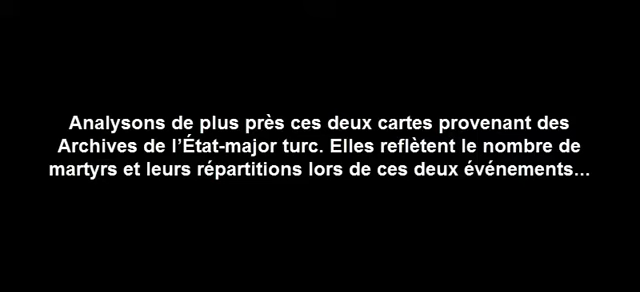 Analysons de plus près ces deux cartes provenant des
Archives de l’État-major turc. Elles reflètent le nombre de
martyrs et leurs répartitions lors de ces deux événements...